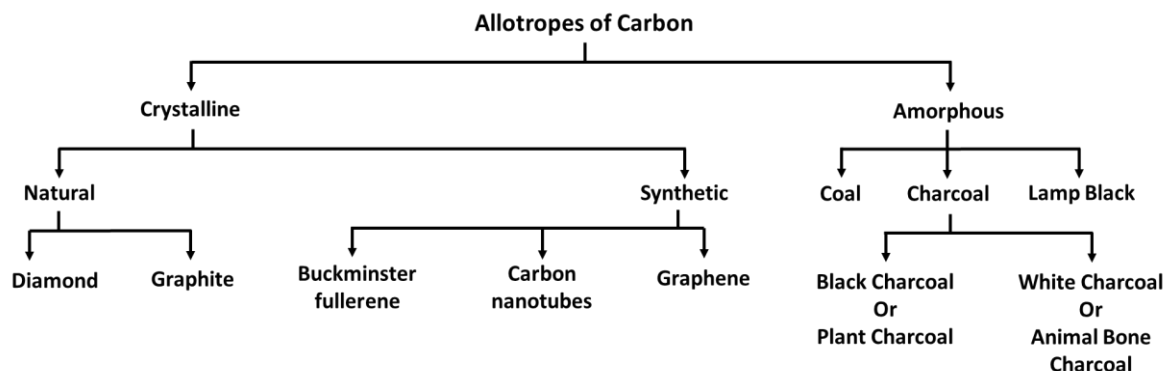 Allotropes of Carbon
Crystalline
Amorphous
Natural
Synthetic
Coal
Charcoal
Lamp Black
Diamond
Graphite
Buckminster
fullerene
Carbon
nanotubes
Graphene
Black Charcoal
Or
Plant Charcoal
White Charcoal
Or
Animal Bone
Charcoal